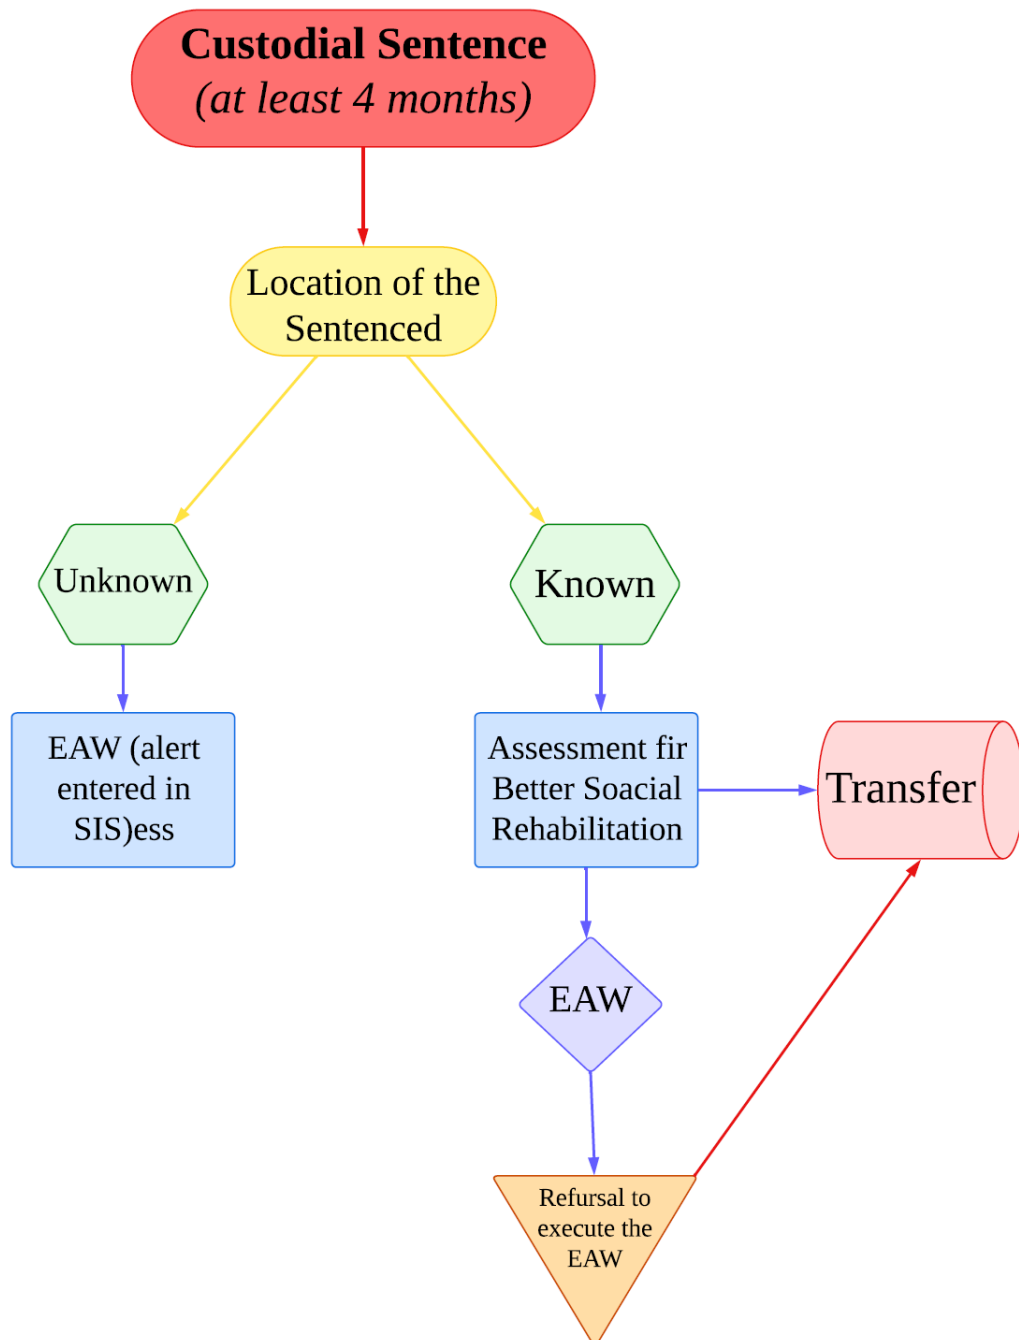 Custodial Sentence
(at least 4 months)
Location of the
Sentenced
Unknown
Known
EAW (alert
entered in
SIS)ess
Assessment fir
Better Soacial
Rehabilitation
Transfer
EAW
Refursal to
execute the
EAW